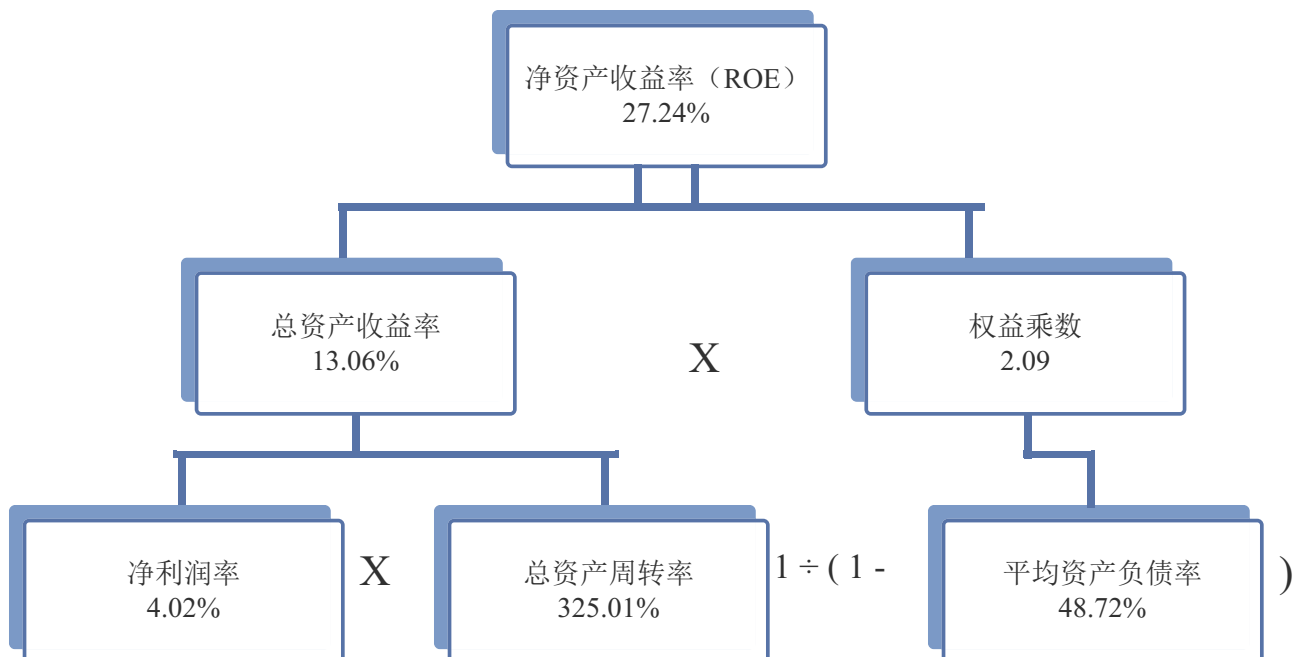 净资产收益率（ROE）
27.24%
总资产收益率
13.06%
X
权益乘数
2.09
净利润率
4.02%
X
总资产周转率
325.01%
1 ÷ ( 1 -
平均资产负债率
48.72%
)